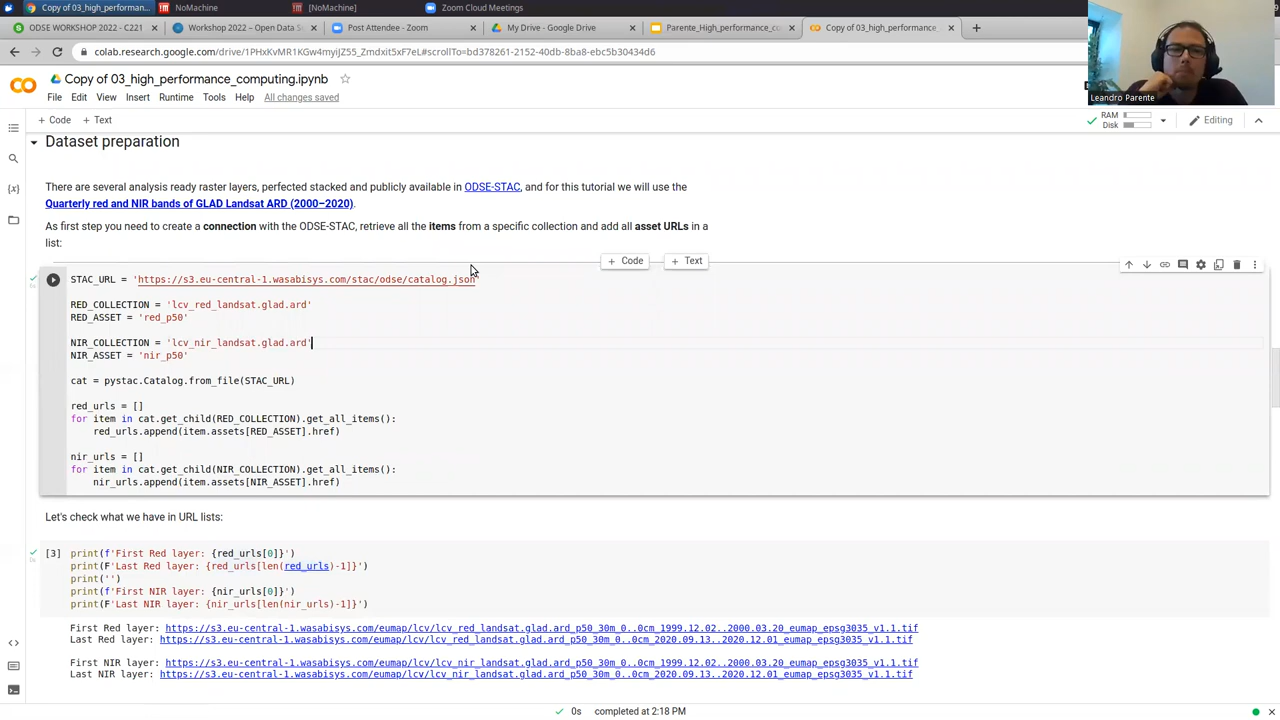 [NoMachine]
NoMachine
[NoMachine]
Zoom Cloud Meetings
ODSE WORKSHOP 2022 – C221
Workshop 2022 – Open Data S
Post Attendee - Zoom
My Drive - Google Drive
Parente_High_performance_co
Copy of 03_high_performance
colab.research.google.com/drive/1PHxKvMR1KGw4myiJZ55_Zmdxit5xF7eL#scrollTo=bd378261-2152-40db-8ba8-ebc5b30434d6
Leandro Parente
Copy of 03_high_performance_computing.ipynb
File Edit View Insert Runtime Tools Help All changes saved
+ Code + Text
RAM
Disk
Editing
Dataset preparation
There are several analysis ready raster layers, perfected stacked and publicly available in ODSE-STAC, and for this tutorial we will use the
Quarterly red and NIR bands of GLAD Landsat ARD (2000–2020).
As first step you need to create a connection with the ODSE-STAC, retrieve all the items from a specific collection and add all asset URLs in a
list:
+ Code + Text
STAC_URL = 'https://s3.eu-central-1.wasabisys.com/stac/odse/catalog.json'
RED_COLLECTION = 'lcv_red_landsat.glad.ard'
RED_ASSET = 'red_p50'
NIR_COLLECTION = 'lcv_nir_landsat.glad.ard'
NIR_ASSET = 'nir_p50'
cat = pystac.Catalog.from_file(STAC_URL)
red_urls = []
for item in cat.get_child(RED_COLLECTION).get_all_items():
red_urls.append(item.assets[RED_ASSET].href)
nir_urls = []
for item in cat.get_child(NIR_COLLECTION).get_all_items():
nir_urls.append(item.assets[NIR_ASSET].href)
Let's check what we have in URL lists:
[3] print(f'First Red layer: {red_urls[0]}')
print(F'Last Red layer: {red_urls[len(red_urls)-1]}')
print('')
print(f'First NIR layer: {nir_urls[0]}')
print(F'Last NIR layer: {nir_urls[len(nir_urls)-1]}')
First Red layer: https://s3.eu-central-1.wasabisys.com/eumap/lcv/lcv_red_landsat.glad.ard_p50_30m_0..0cm_1999.12.02..2000.03.20_eumap_epsg3035_v1.1.tif
Last Red layer: https://s3.eu-central-1.wasabisys.com/eumap/lcv/lcv_red_landsat.glad.ard_p50_30m_0..0cm_2020.09.13..2020.12.01_eumap_epsg3035_v1.1.tif
First NIR layer: https://s3.eu-central-1.wasabisys.com/eumap/lcv/lcv_nir_landsat.glad.ard_p50_30m_0..0cm_1999.12.02..2000.03.20_eumap_epsg3035_v1.1.tif
Last NIR layer: https://s3.eu-central-1.wasabisys.com/eumap/lcv/lcv_nir_landsat.glad.ard_p50_30m_0..0cm_2020.09.13..2020.12.01_eumap_epsg3035_v1.1.tif
0s completed at 2:18 PM